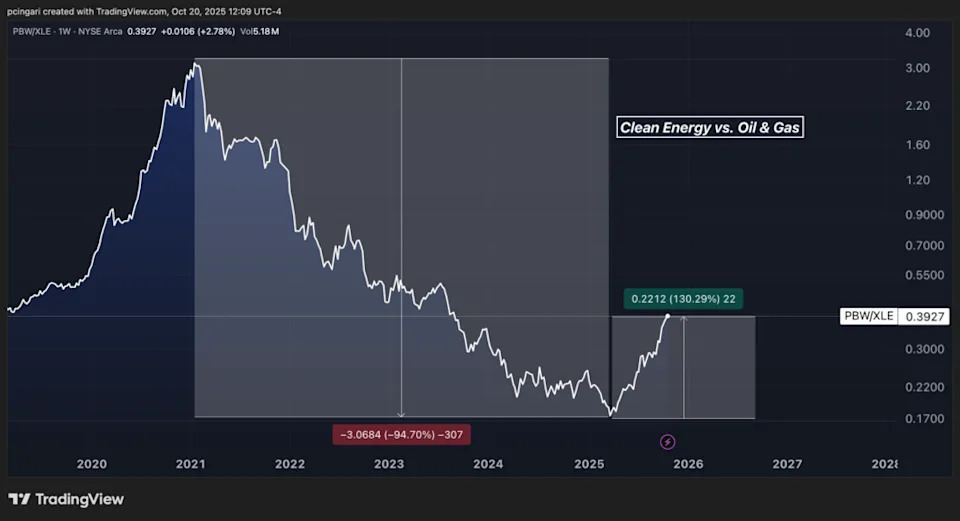 pcingari created with TradingView.com, Oct 20, 2025 12:09 UTC-4
PBW/XLE · 1W · NYSE Arca 0.3927 +0.0106 (+2.78%) Vol5.18M
4.00
3.00
2.20
Clean Energy vs. Oil & Gas
1.60
1.20
0.9000
0.7000
0.5500
0.2212 (130.29%) 22
PBW/XLE 0.3927
0.3000
0.2200
0.1700
−3.0684 (−94.70%) −307
2020 2021 2022 2023 2024 2025 2026 2027 2028
TradingView